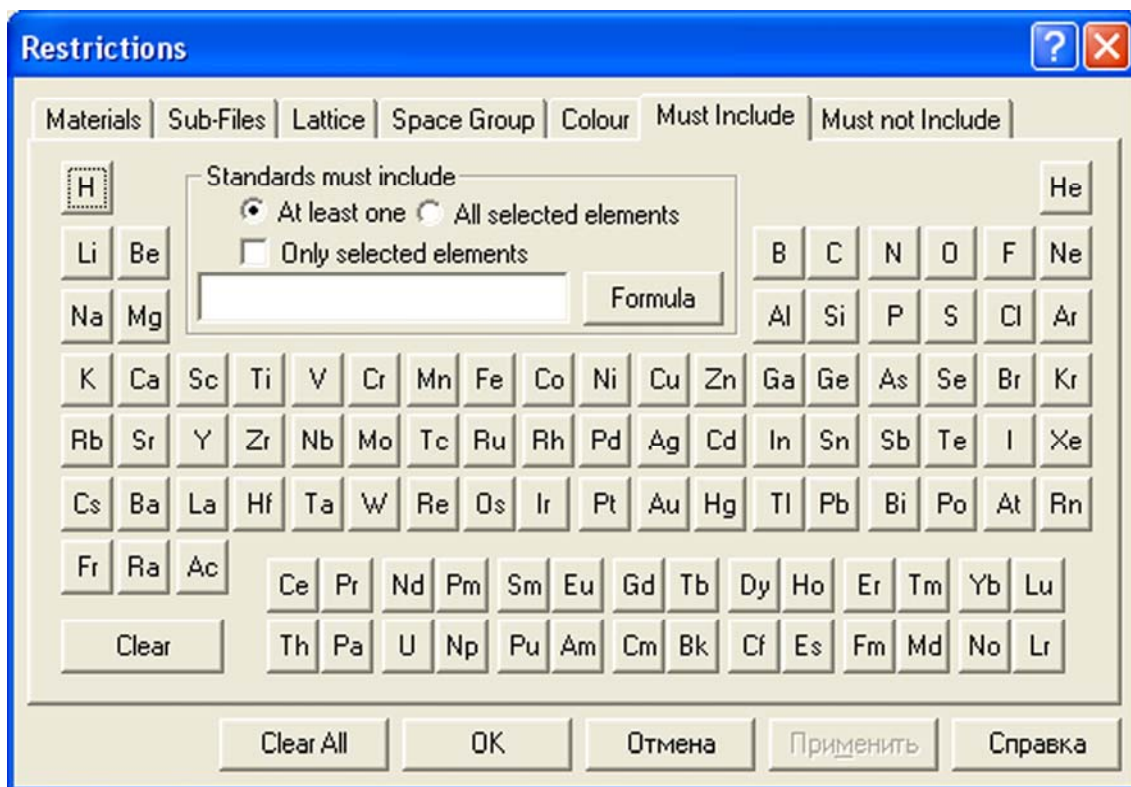 Restrictions
Materials Sub-Files Lattice Space Group Colour Must Include Must not Include
H Standards must include He
At least one All selected elements
Li Be Only selected elements B C N O F Ne
Na Mg Formula Al Si P S Cl Ar
K Ca Sc Ti V Cr Mn Fe Co Ni Cu Zn Ga Ge As Se Br Kr
Rb Sr Y Zr Nb Mo Tc Ru Rh Pd Ag Cd In Sn Sb Te I Xe
Cs Ba La Hf Ta W Re Os Ir Pt Au Hg Tl Pb Bi Po At Rn
Fr Ra Ac Ce Pr Nd Pm Sm Eu Gd Tb Dy Ho Er Tm Yb Lu
Clear Th Pa U Np Pu Am Cm Bk Cf Es Fm Md No Lr
Clear All OK Отмена Применить Справка